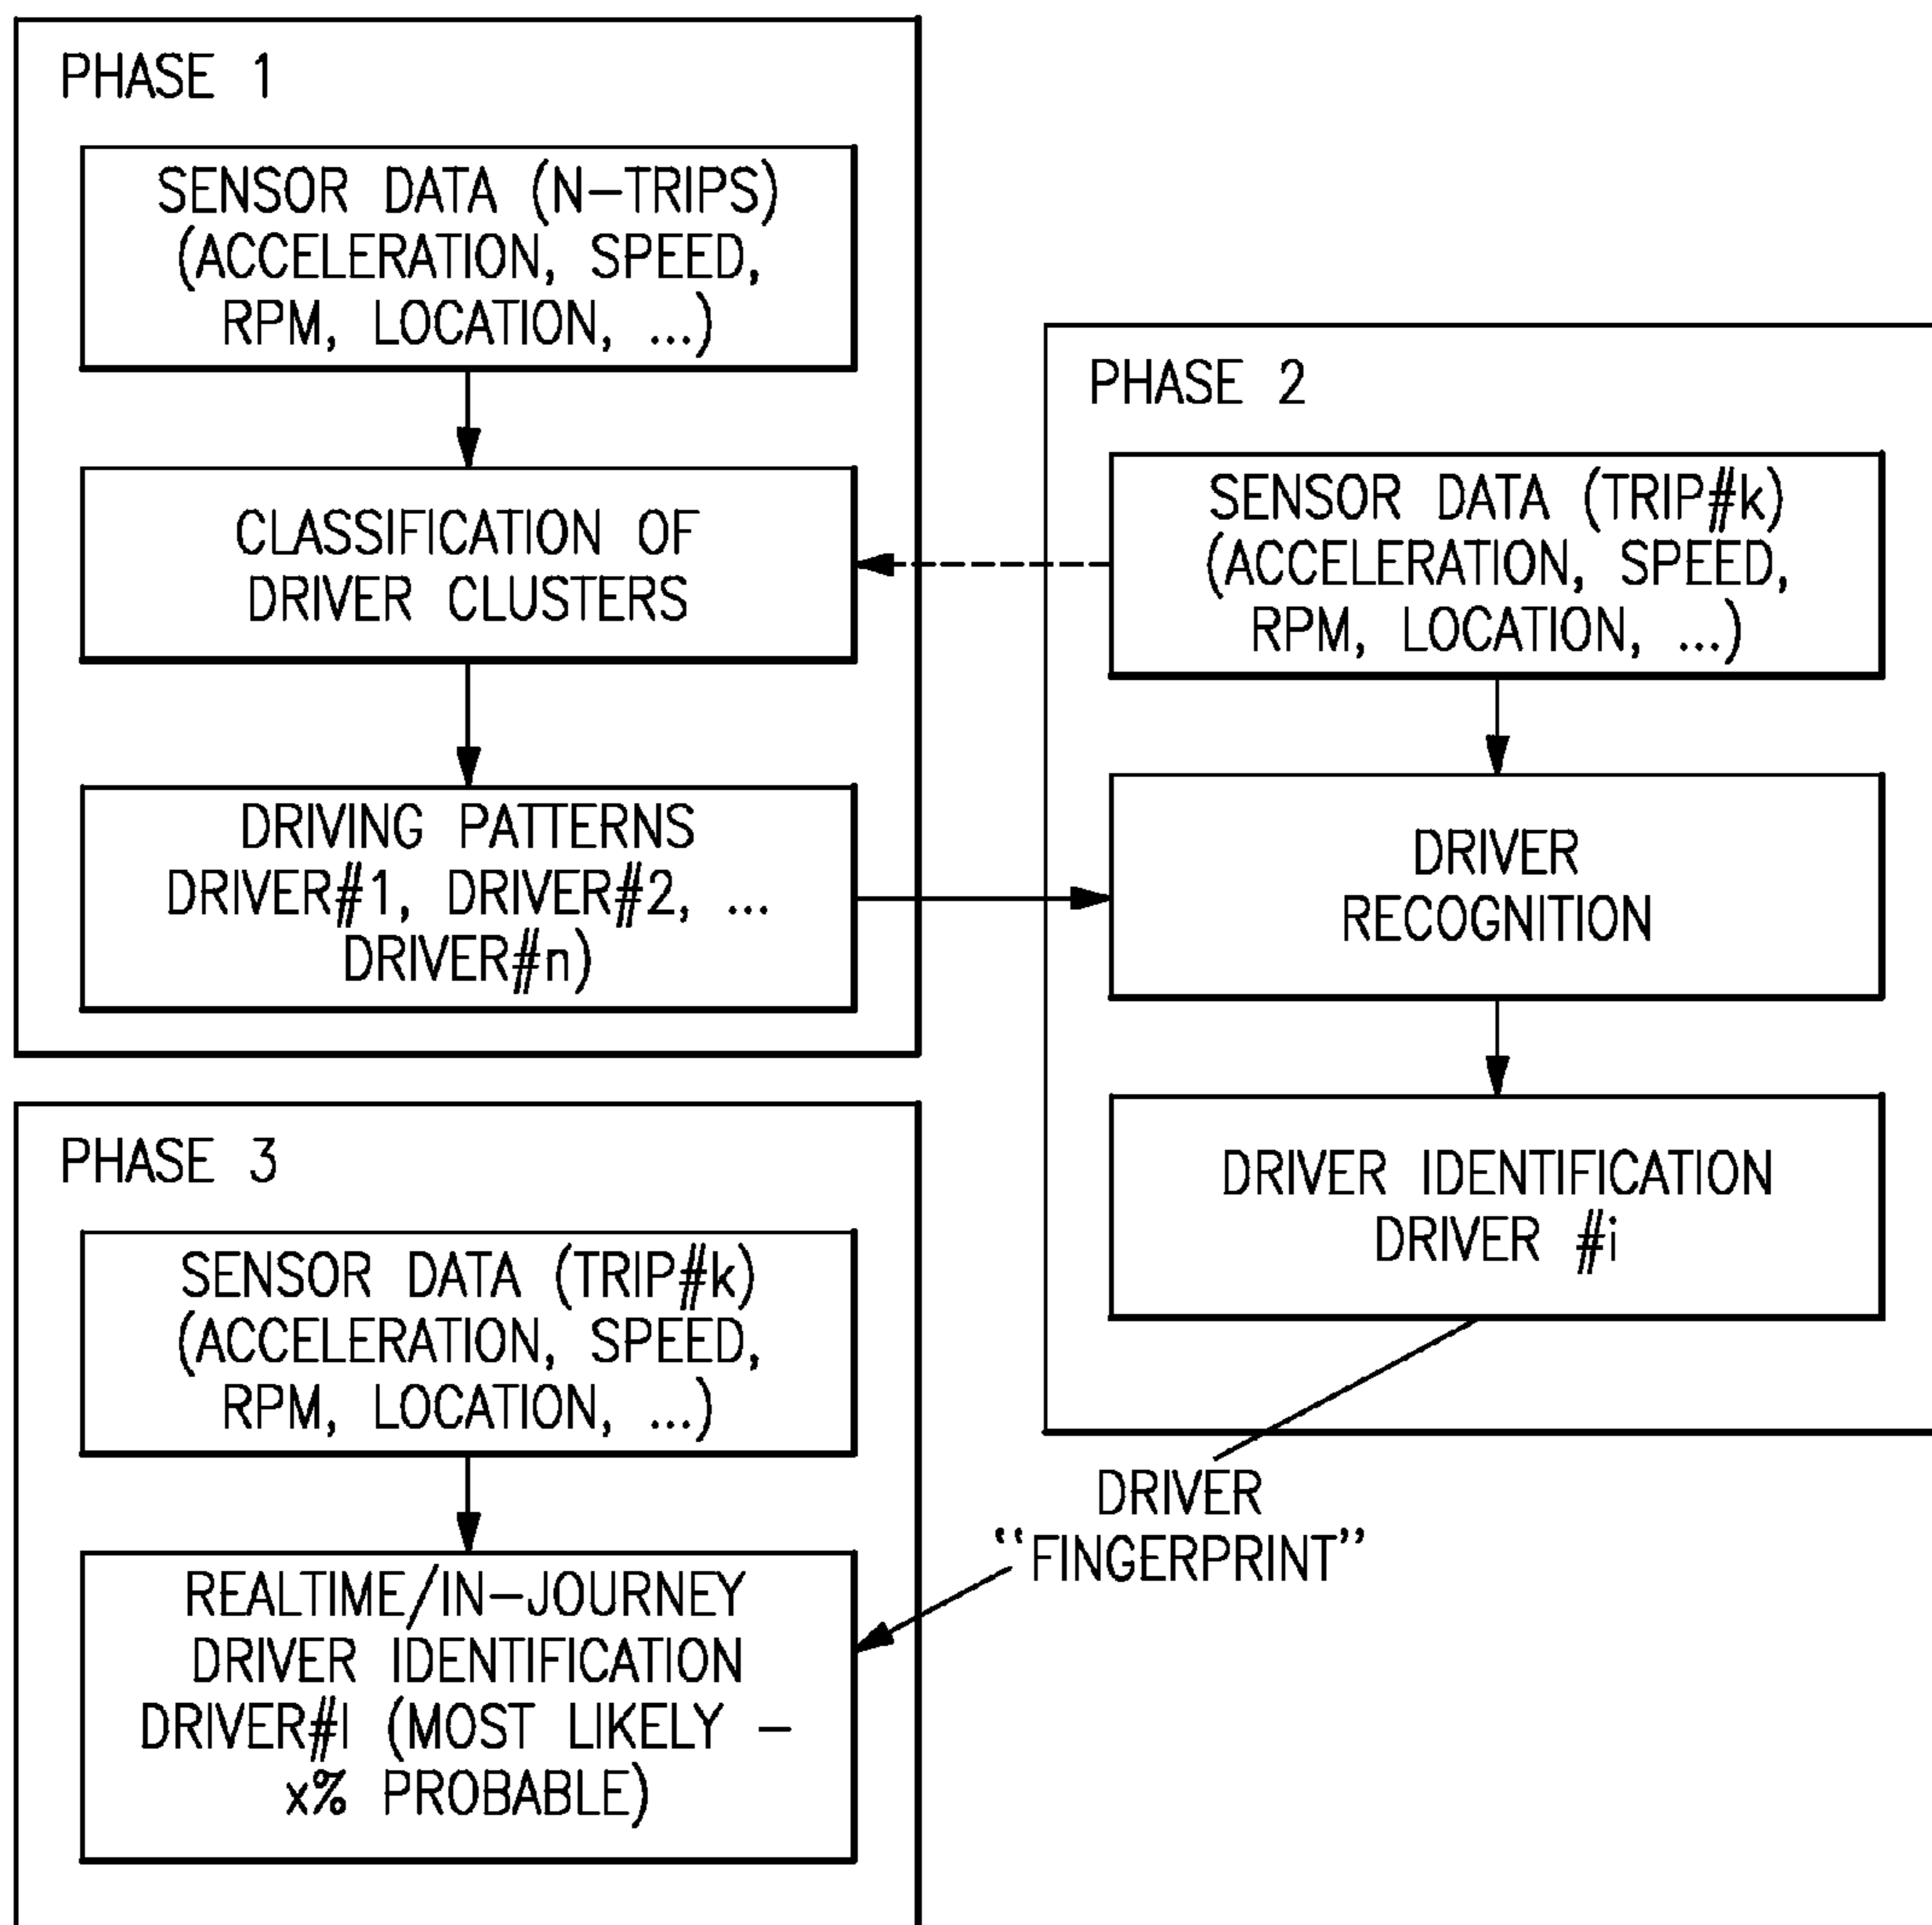 PHASE 1
SENSOR DATA (N-TRIPS)
(ACCELERATION, SPEED,
RPM, LOCATION, ...)
CLASSIFICATION OF
DRIVER CLUSTERS
DRIVING PATTERNS
DRIVER#1, DRIVER#2, ...
DRIVER#n)
PHASE 2
SENSOR DATA (TRIP#k)
(ACCELERATION, SPEED,
RPM, LOCATION, ...)
DRIVER
RECOGNITION
DRIVER IDENTIFICATION
DRIVER #i
DRIVER
“FINGERPRINT”
PHASE 3
SENSOR DATA (TRIP#k)
(ACCELERATION, SPEED,
RPM, LOCATION, ...)
REALTIME/IN-JOURNEY
DRIVER IDENTIFICATION
DRIVER#I (MOST LIKELY –
x% PROBABLE)